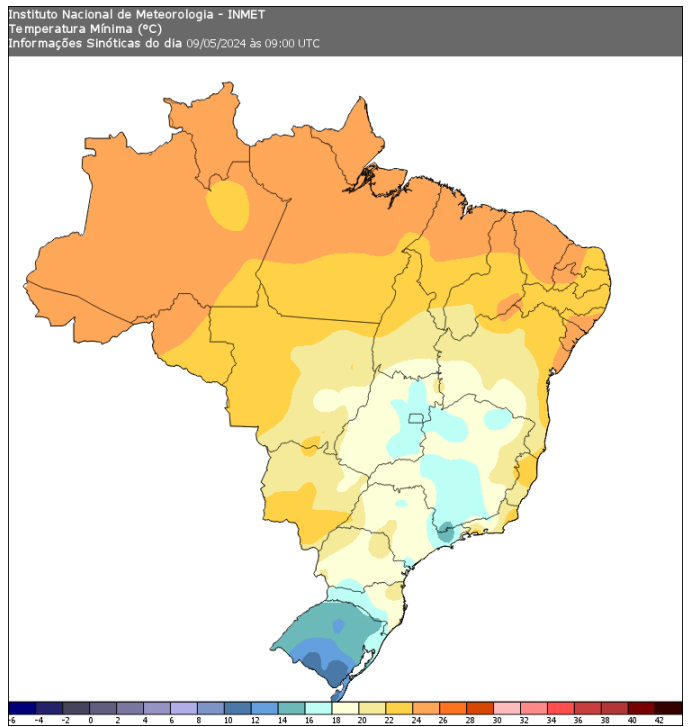 Instituto Nacional de Meteorologia - INMET
Temperatura Mínima (ºC)
Informações Sinóticas do dia 09/05/2024 às 09:00 UTC
-6 -4 -2 0 2 4 6 8 10 12 14 16 18 20 22 24 26 28 30 32 34 36 38 40 42